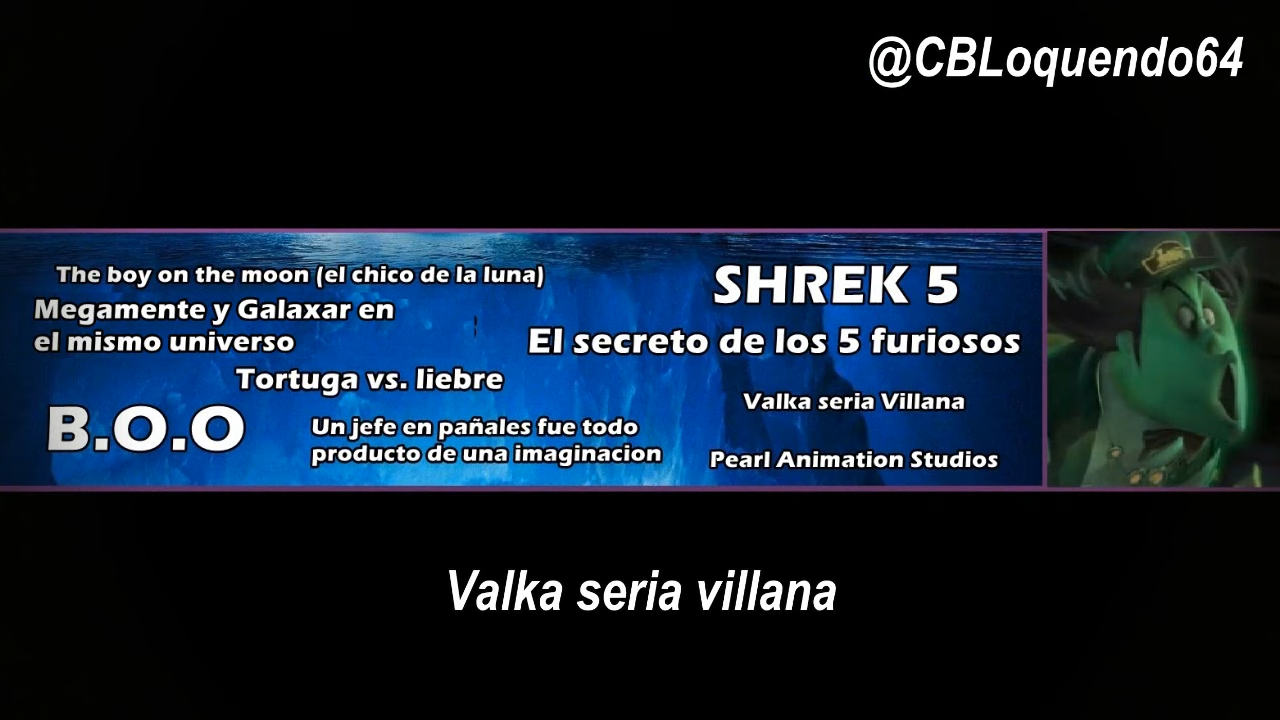 @CBLoquendo64
The boy on the moon (el chico de la luna)
Megamente y Galaxar en
el mismo universo
Tortuga vs. liebre
B.O.O
Un jefe en pañales fue todo
producto de una imaginacion
SHREK 5
El secreto de los 5 furiosos
Valka seria Villana
Pearl Animation Studios
Valka seria villana